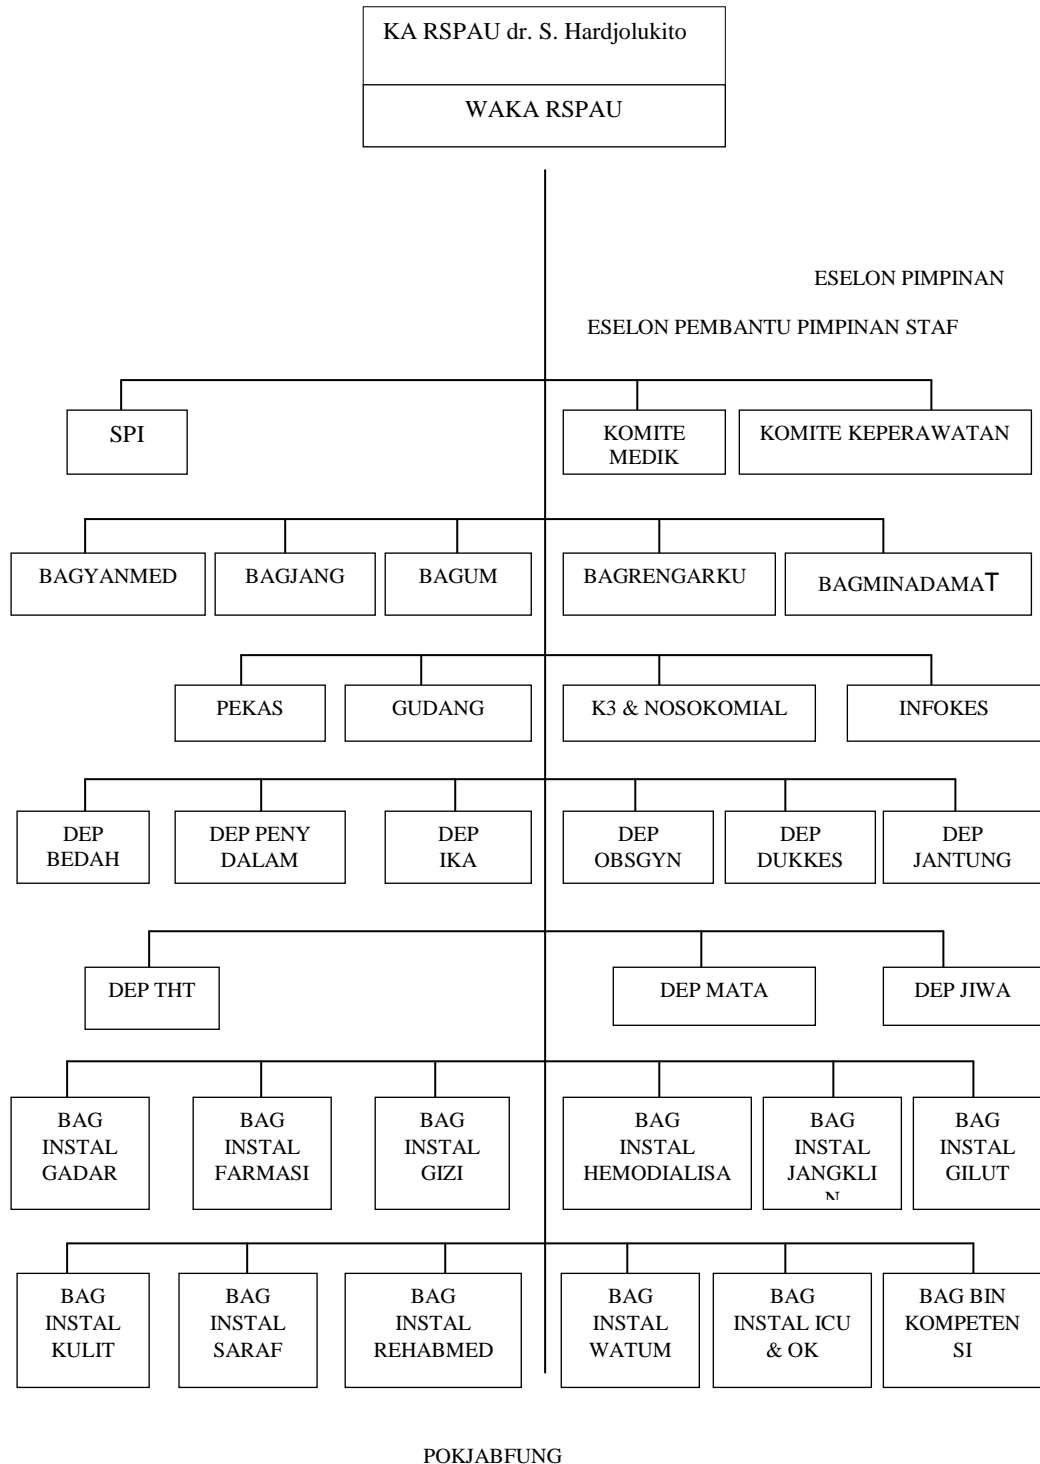 KA RSPAU dr. S. Hardjolukito
WAKA RSPAU
ESELON PIMPINAN
ESELON PEMBANTU PIMPINAN STAF
SPI
KOMITE
MEDIK
KOMITE KEPERAWATAN
BAGYANMED
BAGJANG
BAGUM
BAGRENGARKU
BAGMINADAMAT
PEKAS
GUDANG
K3 & NOSOKOMIAL
INFOKES
DEP
BEDAH
DEP PENY
DALAM
DEP
IKA
DEP
OBSGYN
DEP
DUKKES
DEP
JANTUNG
DEP THT
DEP MATA
DEP JIWA
BAG
INSTAL
GADAR
BAG
INSTAL
FARMASI
BAG
INSTAL
GIZI
BAG
INSTAL
HEMODIALISA
BAG
INSTAL
JANGKLI
N
BAG
INSTAL
GILUT
BAG
INSTAL
KULIT
BAG
INSTAL
SARAF
BAG
INSTAL
REHABMED
BAG
INSTAL
WATUM
BAG
INSTAL ICU
& OK
BAG BIN
KOMPETEN
SI
POKJABFUNG